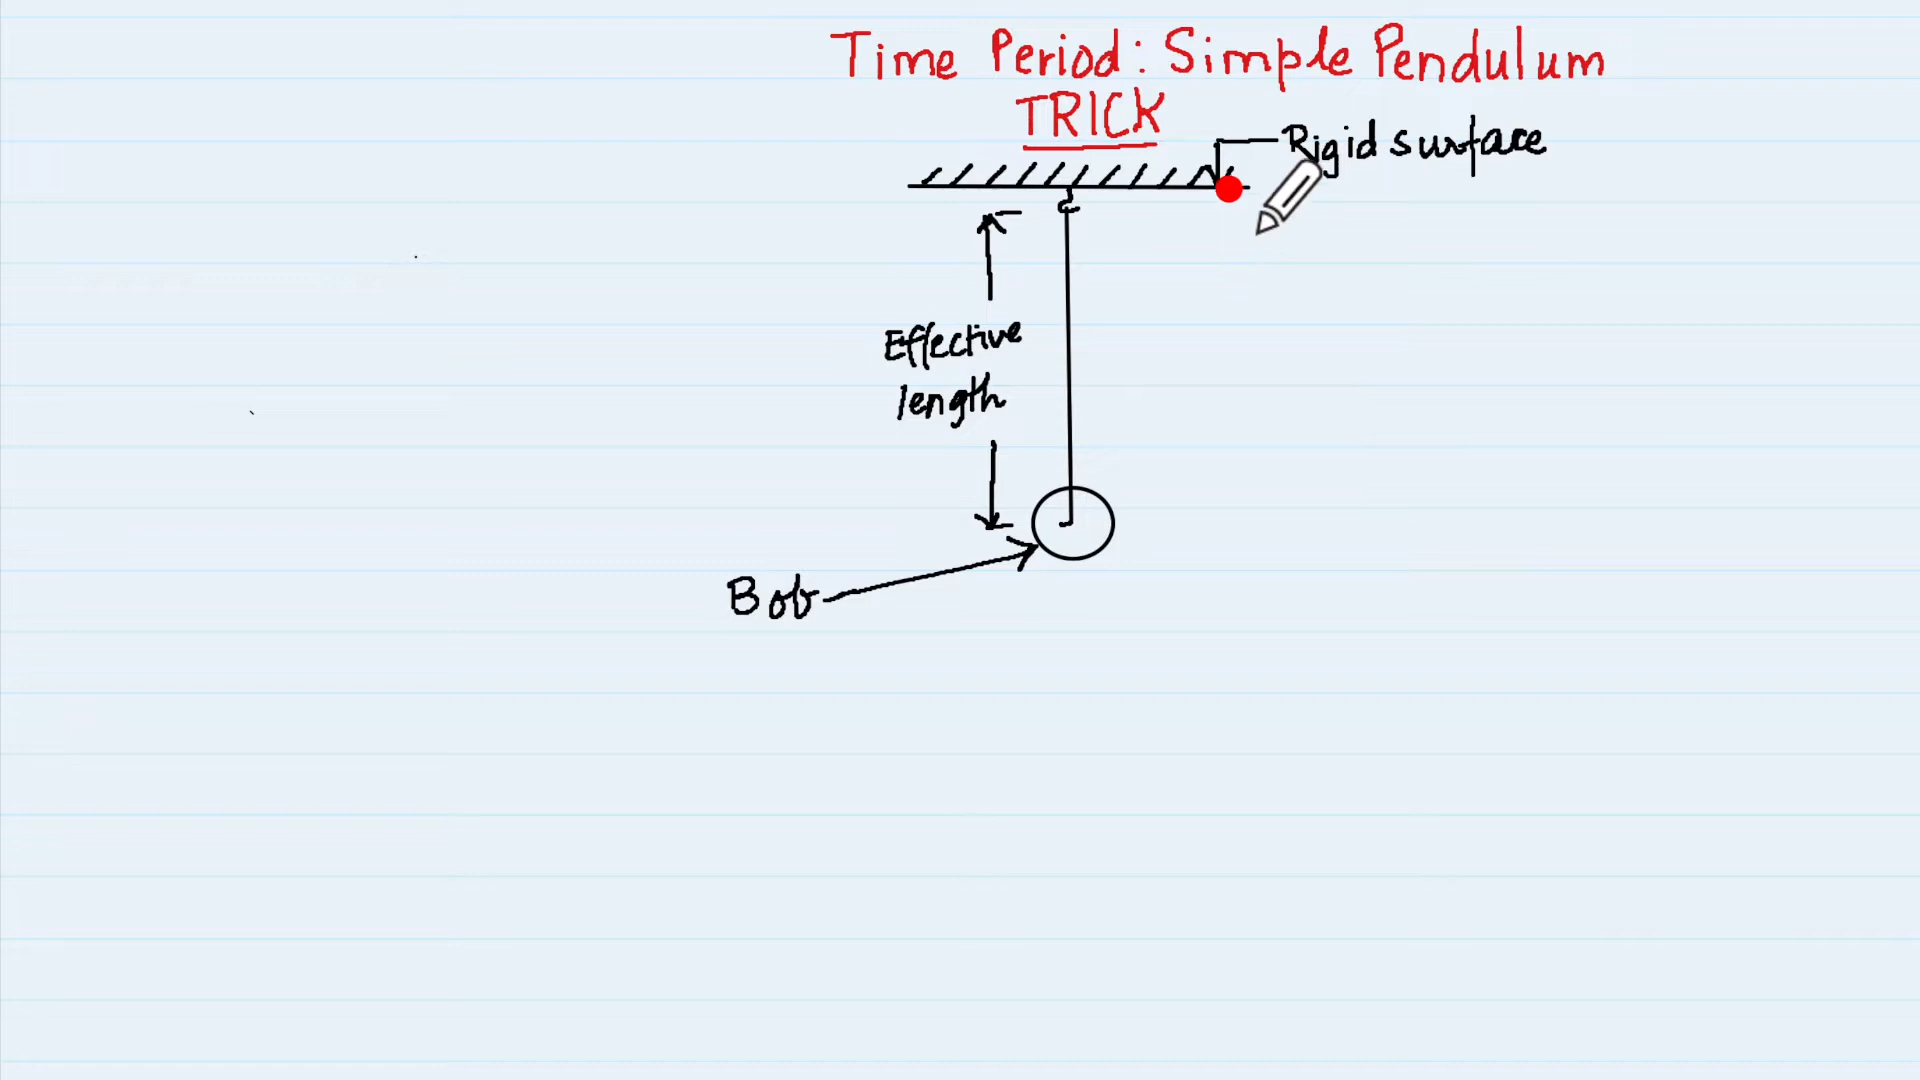 Time Period: Simple Pendulum
TRICK
Rigid surface
Effective
length
Bob